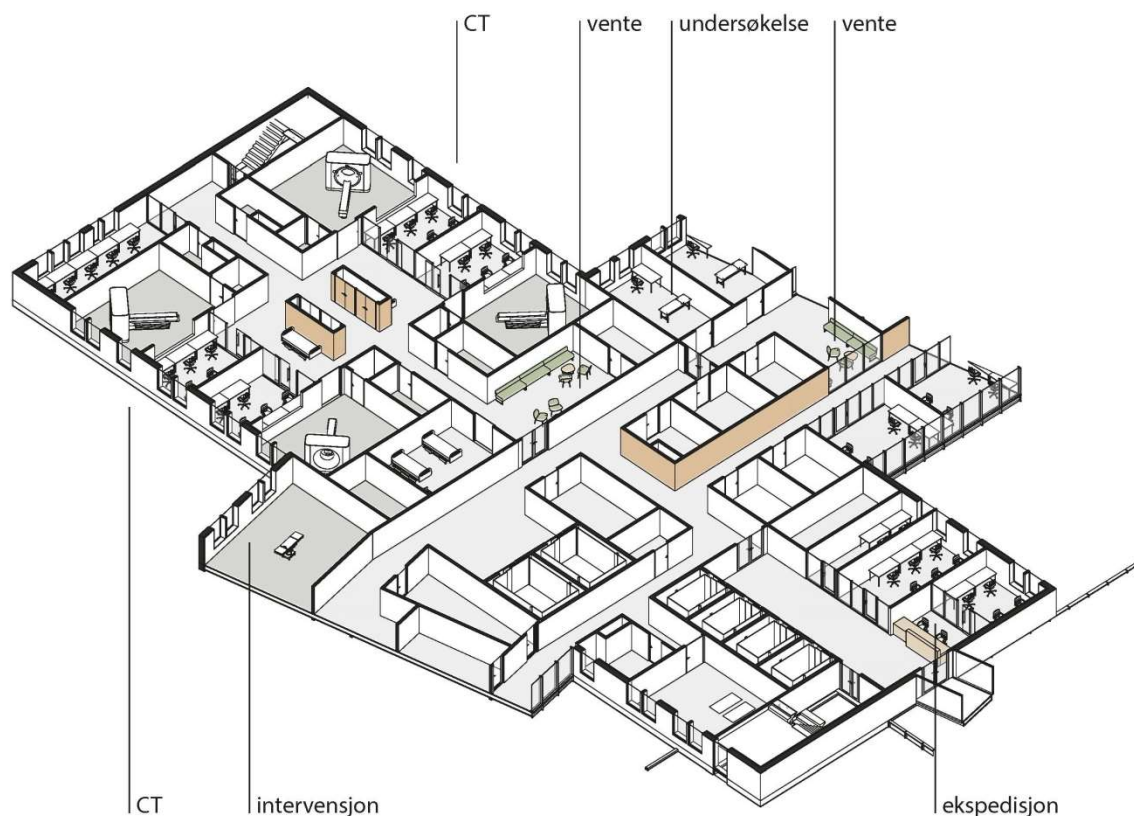 CT
vente
undersøkelse
vente
CT
intervensjon
ekspedisjon